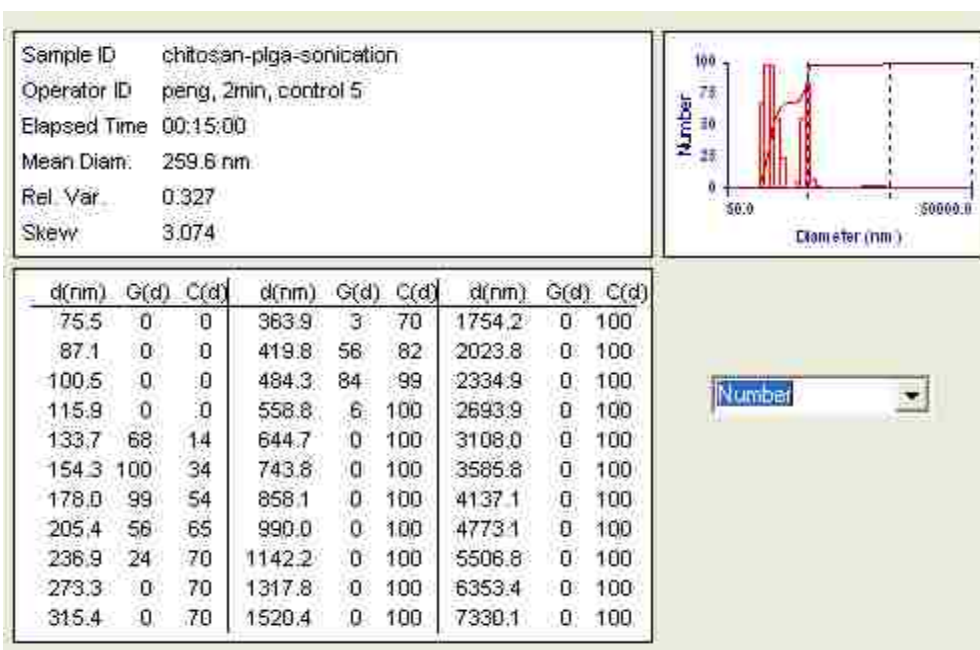 Sample ID chitosan-plga-sonication
Operator ID peng, 2min, control 5
Elapsed Time 00:15:00
Mean Diam. 259.6 nm
Rel. Var. 0.327
Skew 3.074
100
75
50
25
0
Number
50.0 50000.0
Diameter (nm)
d(nm) G(d) C(d) d(nm) G(d) C(d) d(nm) G(d) C(d)
75.5 0 0 363.9 3 70 1754.2 0 100
87.1 0 0 419.8 56 82 2023.8 0 100
100.5 0 0 484.3 84 99 2334.9 0 100
115.9 0 0 558.8 6 100 2693.9 0 100
133.7 68 14 644.7 0 100 3108.0 0 100
154.3 100 34 743.8 0 100 3585.8 0 100
178.0 99 54 858.1 0 100 4137.1 0 100
205.4 56 65 990.0 0 100 4773.1 0 100
236.9 24 70 1142.2 0 100 5506.8 0 100
273.3 0 70 1317.8 0 100 6353.4 0 100
315.4 0 70 1520.4 0 100 7330.1 0 100
Number